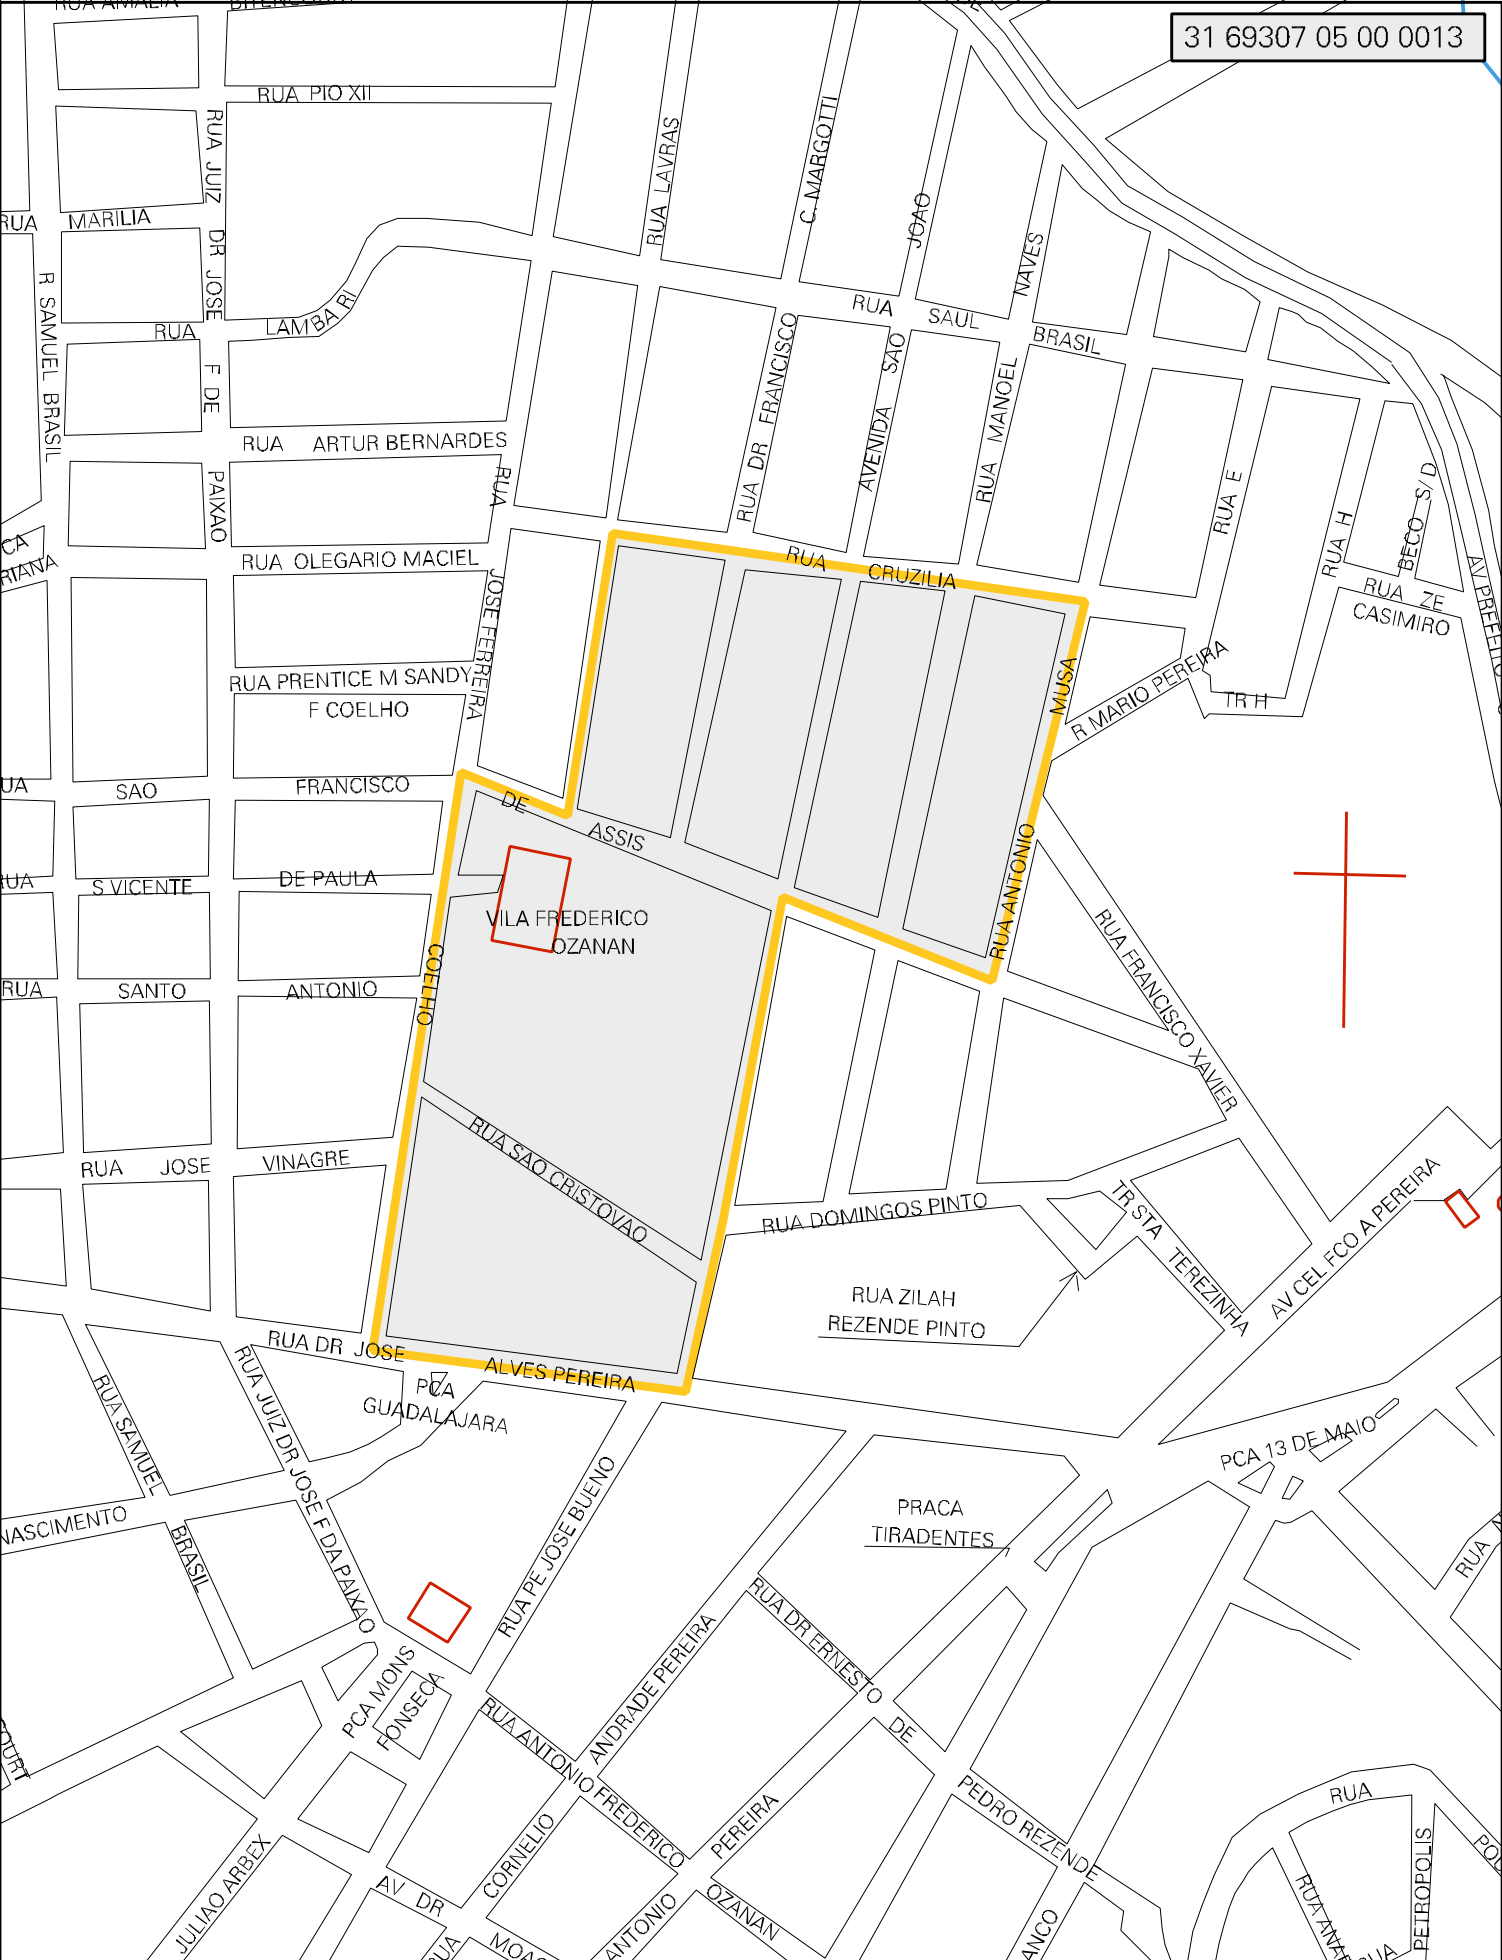 RUA AMALIA
31 69307 05 00 0013
RUA PIO XII
RUA JUIZ
DR JOSE
F DE
PAIXAO
RUA LAVRAS
C. MARGOTTI
JOAO
NAVES
RUA
MARILIA
R SAMUEL BRASIL
RUA
LAMBARI
RUA
SAUL
BRASIL
RUA DR FRANCISCO
AVENIDA SAO
RUA MANOEL
RUA
ARTUR BERNARDES
RUA
JOSE FERREIRA
COELHO
RUA E
RUA H
BECO S/D
RUA OLEGARIO MACIEL
RUA
CRUZILIA
RUA ZE
CASIMIRO
AV PREFEITO
CA
RIANA
RUA PRENTICE M SANDY
F COELHO
MUSA
RUA ANTONIO
R MARIO PEREIRA
TR H
UA
SAO
FRANCISCO
DE
ASSIS
RUA
S VICENTE
DE PAULA
VILA FREDERICO
OZANAN
RUA FRANCISCO XAVIER
RUA
SANTO
ANTONIO
RUA
JOSE
VINAGRE
RUA SAO CRISTOVAO
RUA DOMINGOS PINTO
TR STA TEREZINHA
AV CEL FCO A PEREIRA
RUA ZILAH
REZENDE PINTO
RUA DR JOSE
ALVES PEREIRA
PCA
GUADALAJARA
RUA SAMUEL
BRASIL
RUA JUIZ DR JOSE F DA PAIXAO
PCA 13 DE MAIO
NASCIMENTO
RUA PE JOSE BUENO
PRACA
TIRADENTES
RUA
RUA DR ERNESTO
DE
PCA MONS
FONSECA
ANDRADE PEREIRA
CORNELIO
RUA ANTONIO FREDERICO
OZANAN
PEREIRA
ANTONIO
PEDRO REZENDE
RUA
PETROPOLIS
JULIAO ARBEX
AV DR